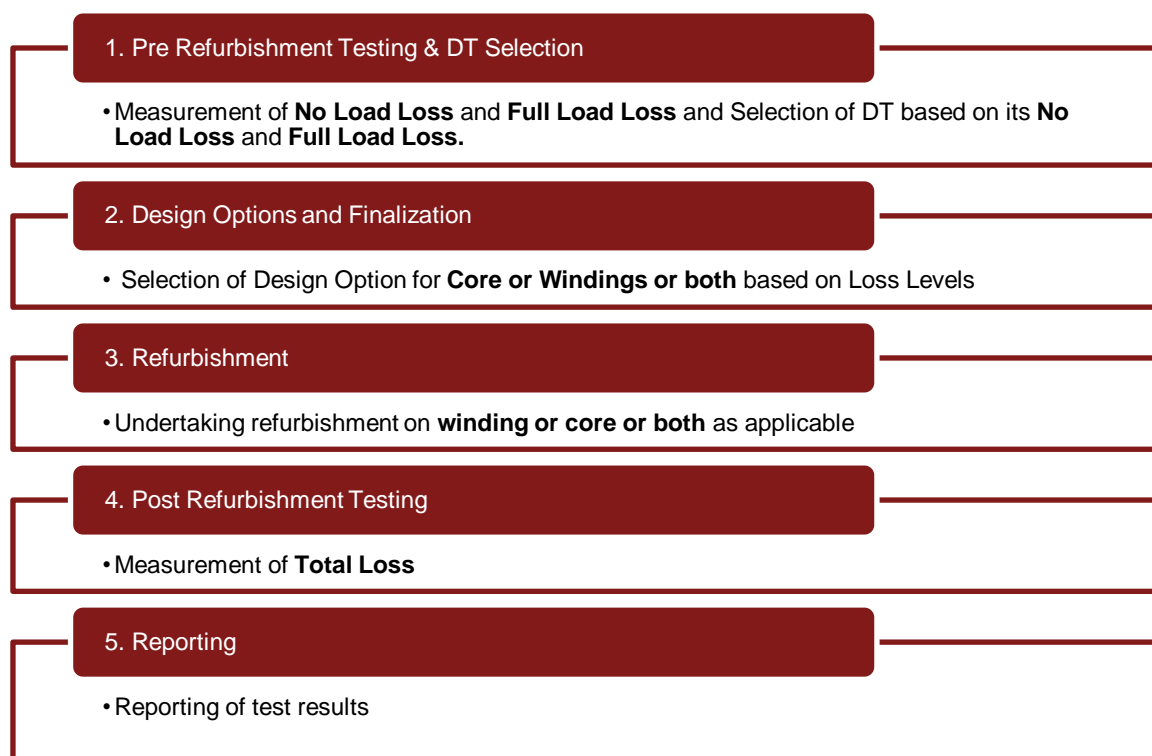 1. Pre Refurbishment Testing & DT Selection
• Measurement of No Load Loss and Full Load Loss and Selection of DT based on its No
Load Loss and Full Load Loss.
2. Design Options and Finalization
• Selection of Design Option for Core or Windings or both based on Loss Levels
3. Refurbishment
• Undertaking refurbishment on winding or core or both as applicable
4. Post Refurbishment Testing
• Measurement of Total Loss
5. Reporting
• Reporting of test results